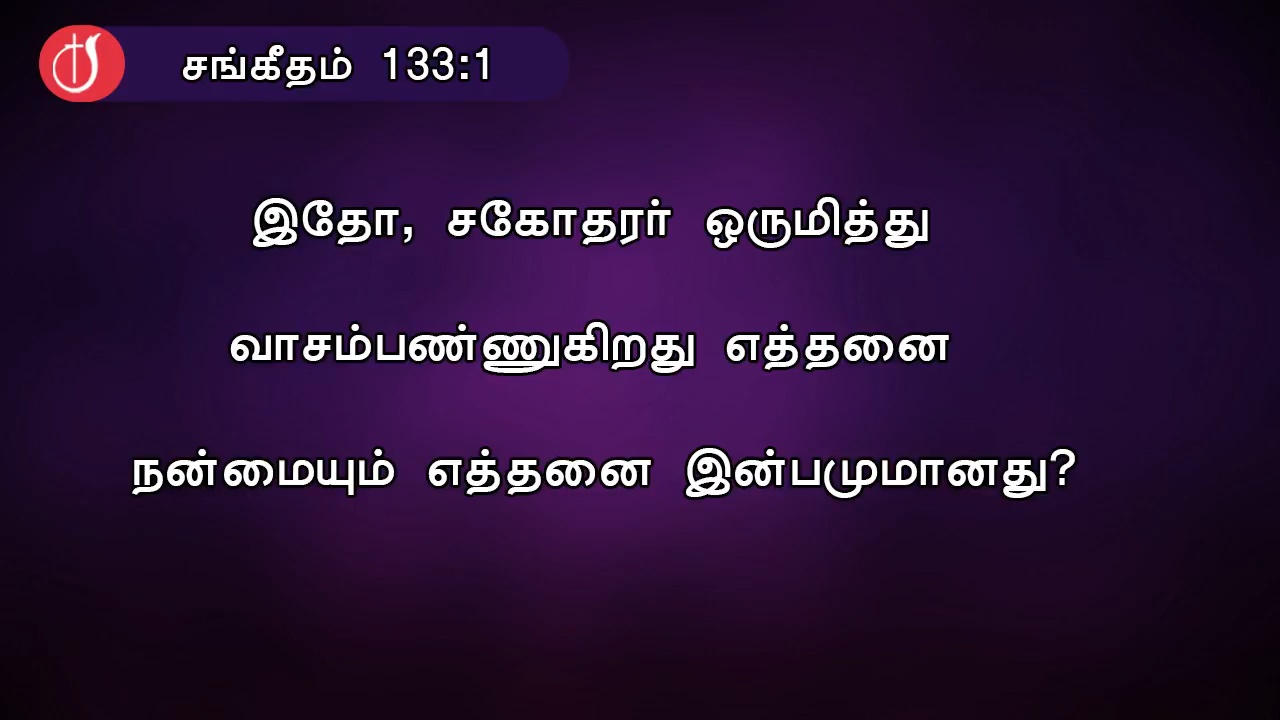 சங்கீதம் 133:1
இதோ, சகோதரர் ஒருமித்து
வாசம்பண்ணுகிறது எத்தனை
நன்மையும் எத்தனை இன்பமுமானது?